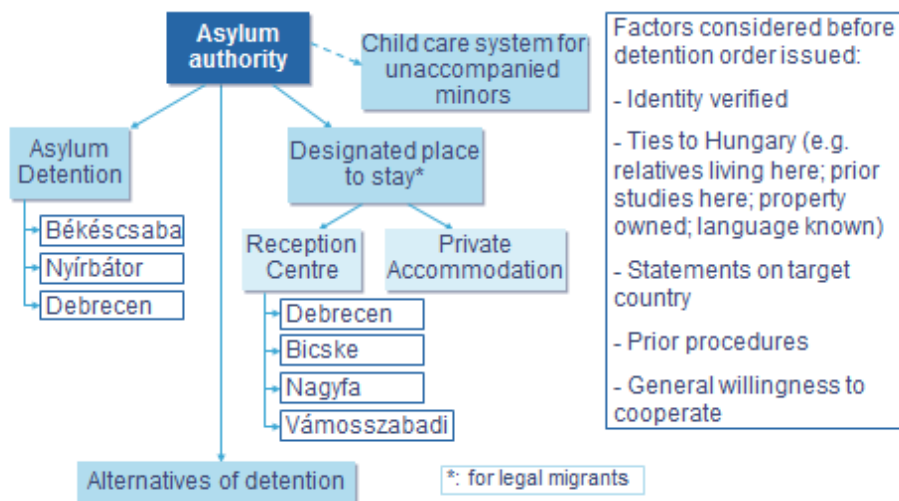 Asylum
authority
Child care system for
unaccompanied
minors
Asylum
Detention
Békéscsaba
Nyírbátor
Debrecen
Designated place
to stay*
Reception
Centre
Private
Accommodation
Debrecen
Bicske
Nagyfa
Vámosszabadi
Alternatives of detention
*: for legal migrants
Factors considered before
detention order issued:
- Identity verified
- Ties to Hungary (e.g.
relatives living here; prior
studies here; property
owned; language known)
- Statements on target
country
- Prior procedures
- General willingness to
cooperate